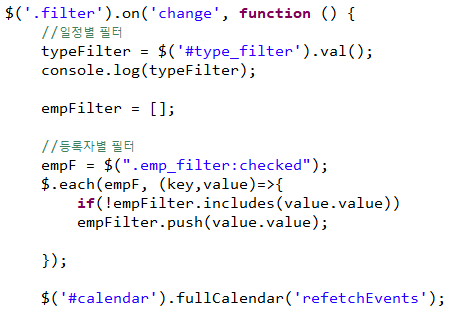 $('.filter').on('change', function () {
    //일정별 필터
    typeFilter = $('#type_filter').val();
    console.log(typeFilter);

    empFilter = [];

    //등록자별 필터
    empF = $(".emp_filter:checked");
    $.each(empF, (key,value)=>{
        if(!empFilter.includes(value.value))
        empFilter.push(value.value);

    });

    $('#calendar').fullCalendar('refetchEvents');